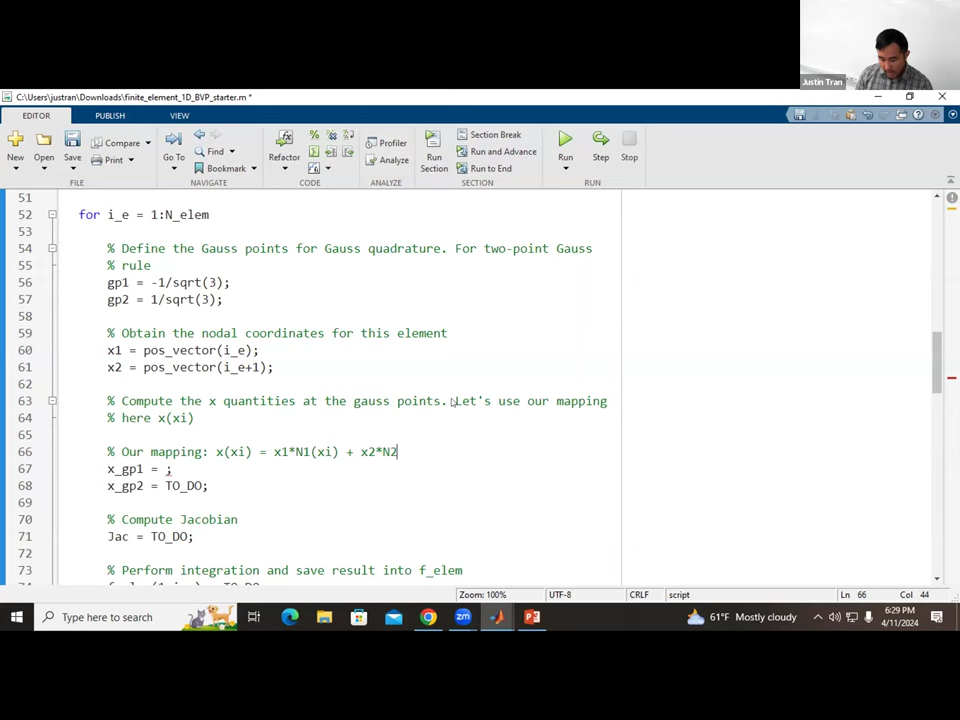 Justin Tran
C:\Users\justran\Downloads\finite_element_1D_BVP_starter.m *
EDITOR PUBLISH VIEW
New Open Save Compare Print Go To Find Bookmark Refactor Profiler Analyze Run Section Section Break Run and Advance Run to End Run Step Stop
FILE NAVIGATE CODE ANALYZE SECTION RUN
51
52 for i_e = 1:N_elem
53
54 % Define the Gauss points for Gauss quadrature. For two-point Gauss
55 % rule
56 gp1 = -1/sqrt(3);
57 gp2 = 1/sqrt(3);
58
59 % Obtain the nodal coordinates for this element
60 x1 = pos_vector(i_e);
61 x2 = pos_vector(i_e+1);
62
63 % Compute the x quantities at the gauss points. Let's use our mapping
64 % here x(xi)
65
66 % Our mapping: x(xi) = x1*N1(xi) + x2*N2
67 x_gp1 = ;
68 x_gp2 = TO_DO;
69
70 % Compute Jacobian
71 Jac = TO_DO;
72
73 % Perform integration and save result into f_elem
Zoom: 100% UTF-8 CRLF script Ln 66 Col 44
Type here to search
61°F Mostly cloudy
6:29 PM
4/11/2024